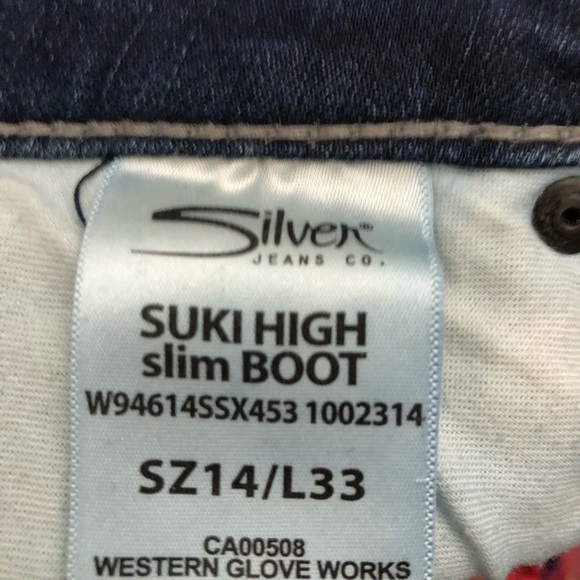 Silver®
JEANS CO.
SUKI HIGH
slim BOOT
W94614SSX453 1002314
SZ14/L33
CA00508
WESTERN GLOVE WORKS